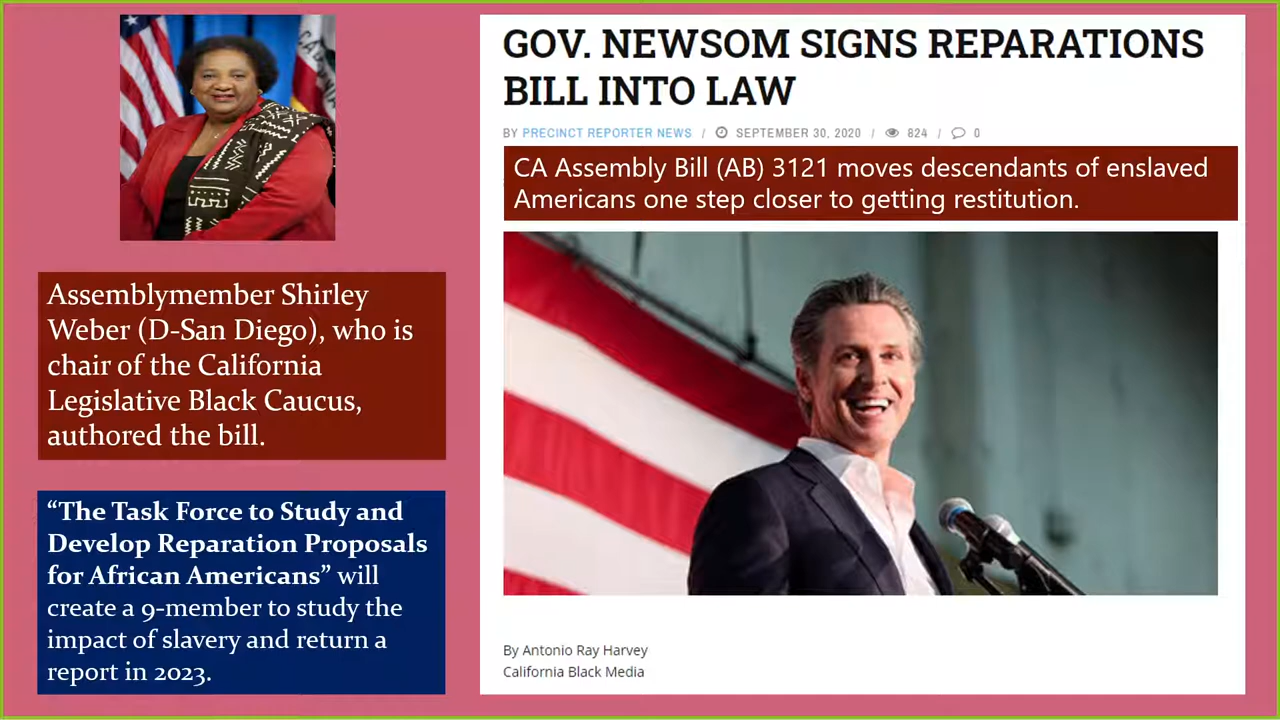 Assemblymember Shirley
Weber (D-San Diego), who is
chair of the California
Legislative Black Caucus,
authored the bill.
“The Task Force to Study and
Develop Reparation Proposals
for African Americans” will
create a 9-member to study the
impact of slavery and return a
report in 2023.
GOV. NEWSOM SIGNS REPARATIONS
BILL INTO LAW
BY PRECINCT REPORTER NEWS / SEPTEMBER 30, 2020 / 824 / 0
CA Assembly Bill (AB) 3121 moves descendants of enslaved
Americans one step closer to getting restitution.
By Antonio Ray Harvey
California Black Media